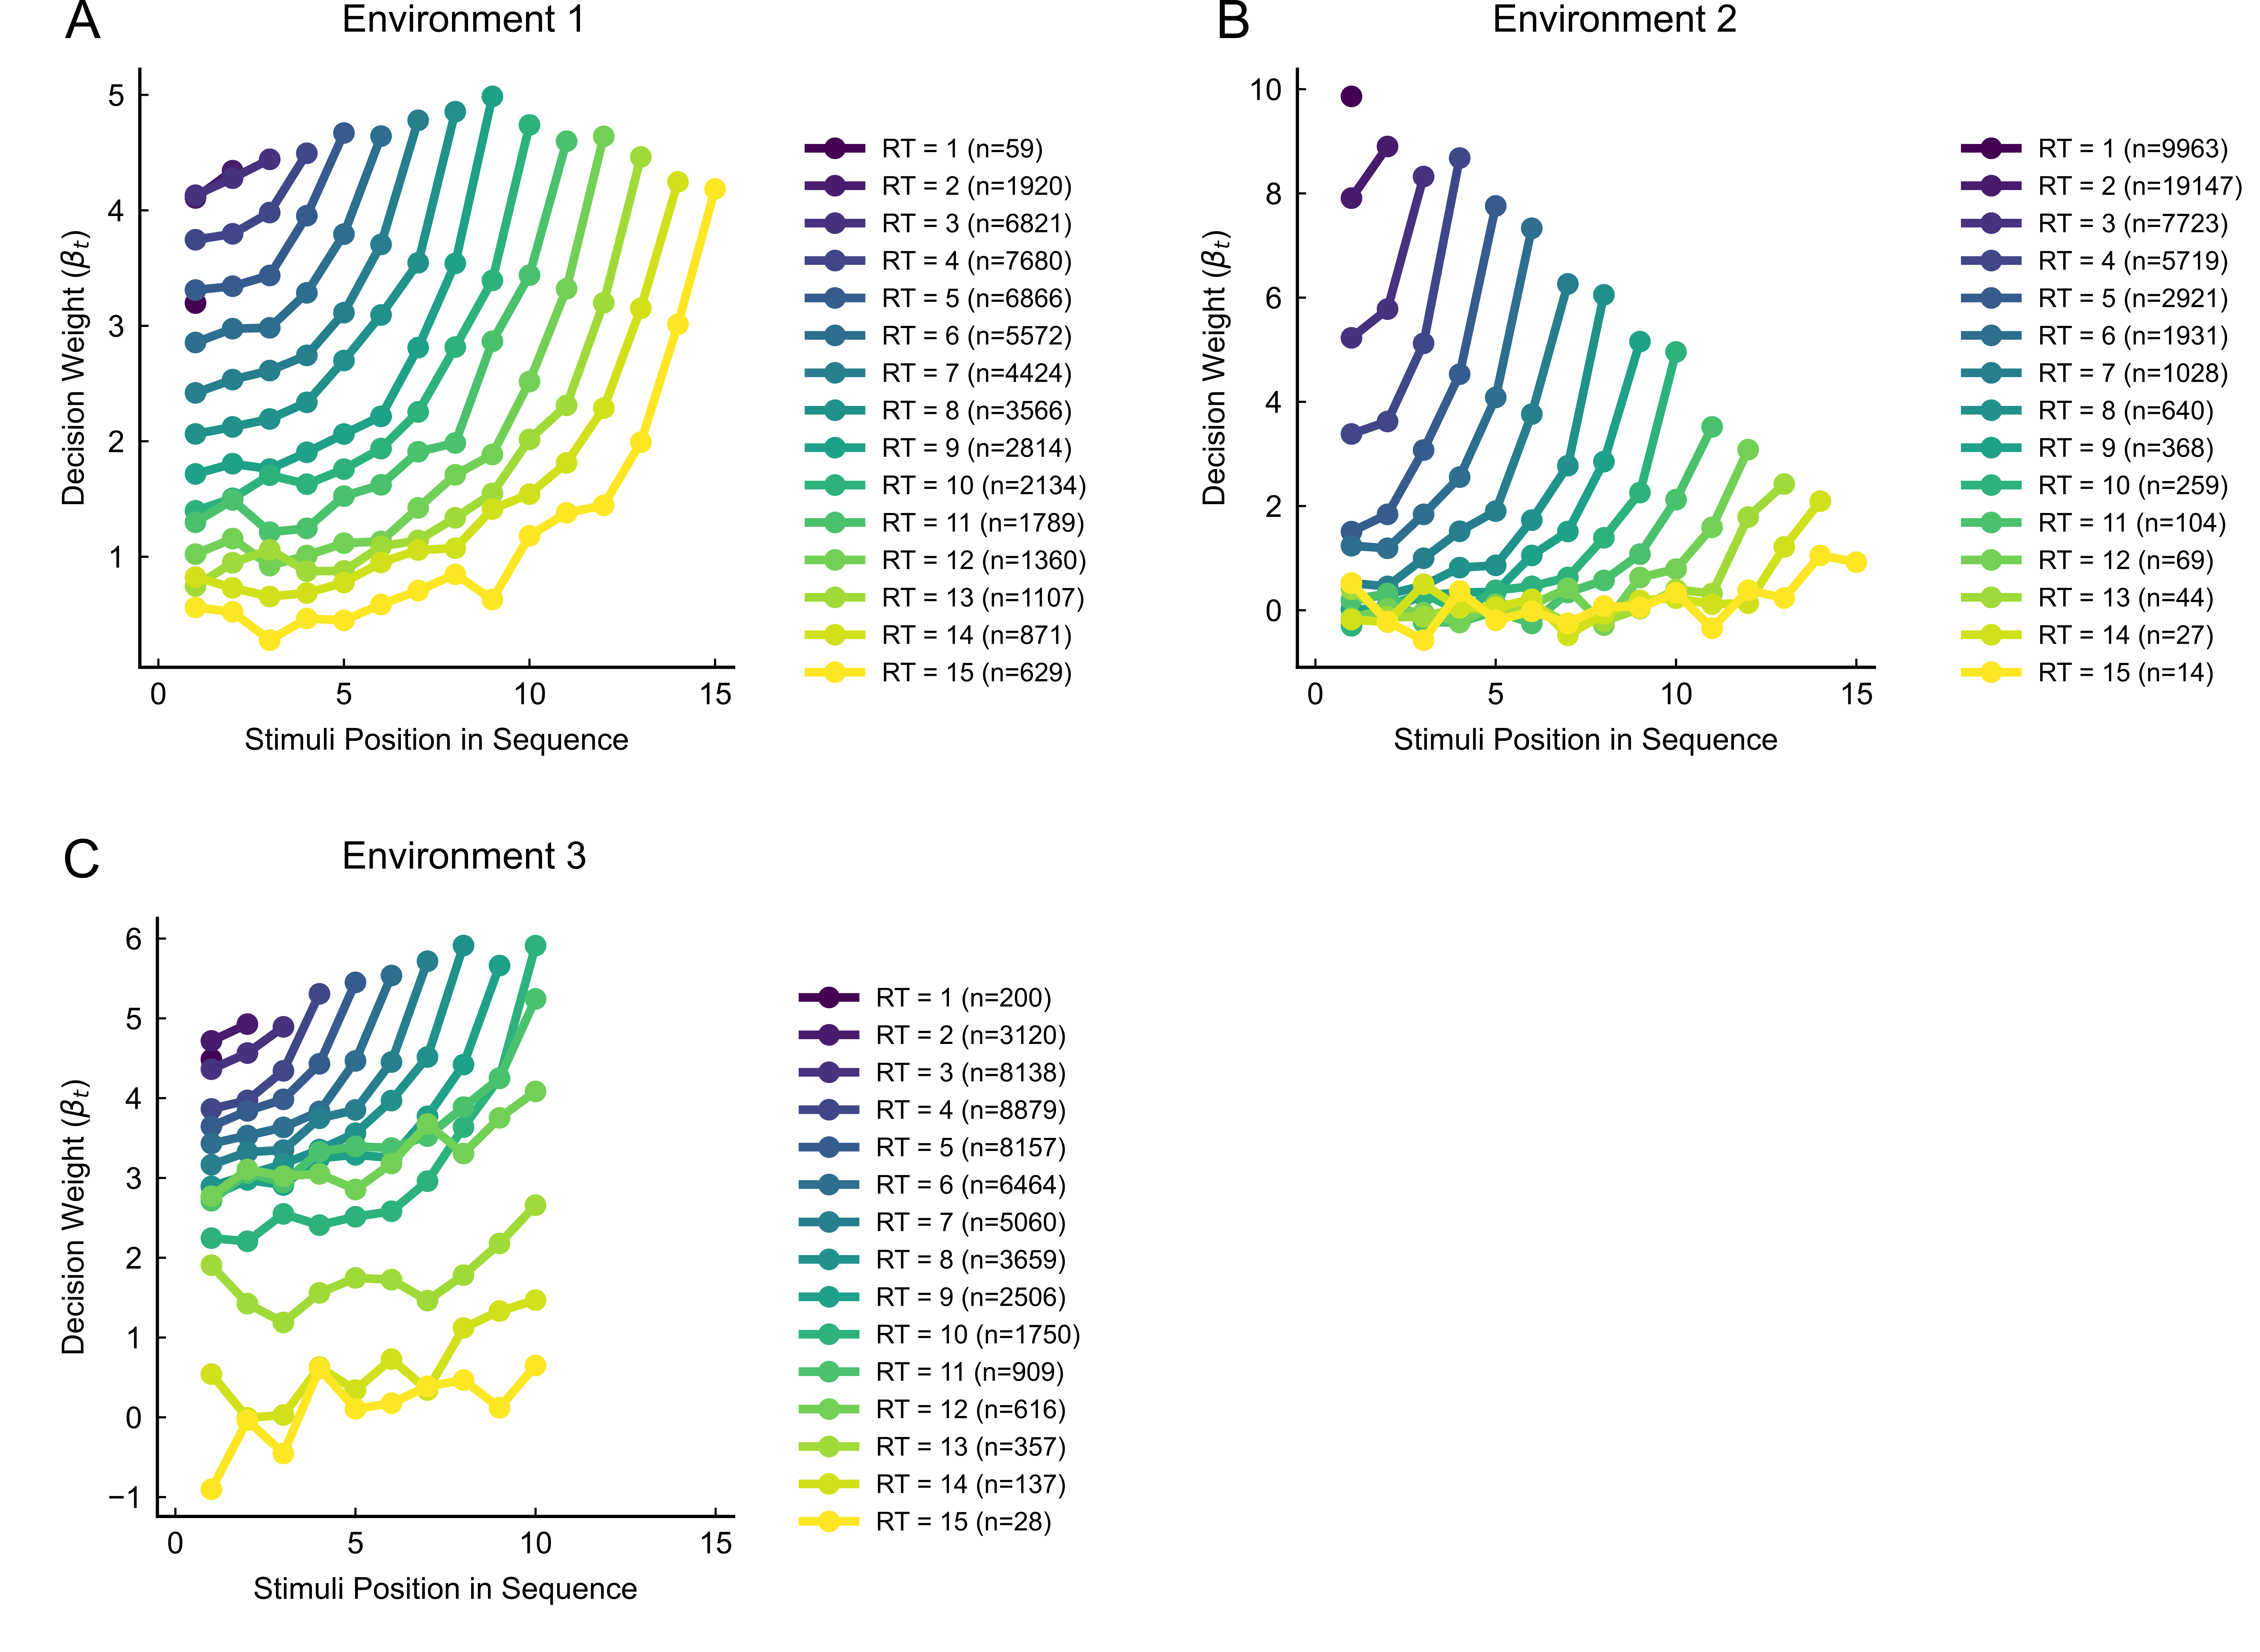 A
Environment 1
Decision Weight (βt)
5
4
3
2
1
0
5
10
15
Stimuli Position in Sequence
RT = 1 (n=59)
RT = 2 (n=1920)
RT = 3 (n=6821)
RT = 4 (n=7680)
RT = 5 (n=6866)
RT = 6 (n=5572)
RT = 7 (n=4424)
RT = 8 (n=3566)
RT = 9 (n=2814)
RT = 10 (n=2134)
RT = 11 (n=1789)
RT = 12 (n=1360)
RT = 13 (n=1107)
RT = 14 (n=871)
RT = 15 (n=629)
B
Environment 2
Decision Weight (βt)
10
8
6
4
2
0
0
5
10
15
Stimuli Position in Sequence
RT = 1 (n=9963)
RT = 2 (n=19147)
RT = 3 (n=7723)
RT = 4 (n=5719)
RT = 5 (n=2921)
RT = 6 (n=1931)
RT = 7 (n=1028)
RT = 8 (n=640)
RT = 9 (n=368)
RT = 10 (n=259)
RT = 11 (n=104)
RT = 12 (n=69)
RT = 13 (n=44)
RT = 14 (n=27)
RT = 15 (n=14)
C
Environment 3
Decision Weight (βt)
6
5
4
3
2
1
0
−1
0
5
10
15
Stimuli Position in Sequence
RT = 1 (n=200)
RT = 2 (n=3120)
RT = 3 (n=8138)
RT = 4 (n=8879)
RT = 5 (n=8157)
RT = 6 (n=6464)
RT = 7 (n=5060)
RT = 8 (n=3659)
RT = 9 (n=2506)
RT = 10 (n=1750)
RT = 11 (n=909)
RT = 12 (n=616)
RT = 13 (n=357)
RT = 14 (n=137)
RT = 15 (n=28)